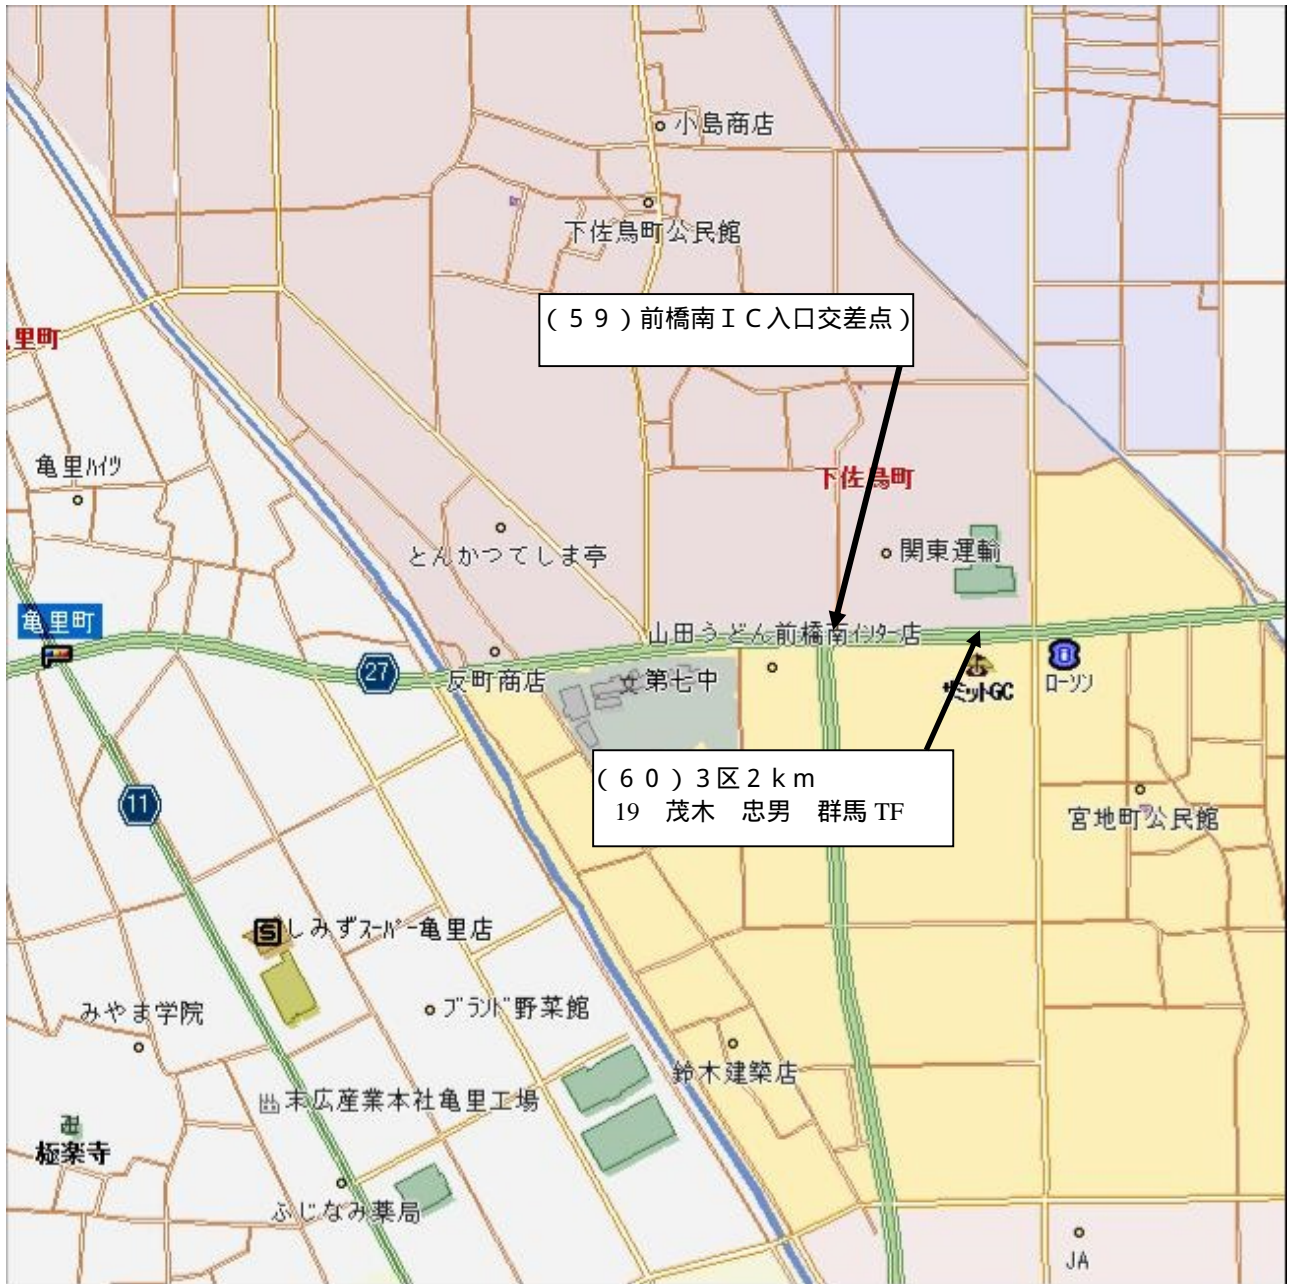 小島商店
下佐鳥町公民館
(59)前橋南IC入口交差点)
里町
亀里ハイツ
下佐鳥町
とんかつてしま亭
関東運輸
亀里町
山田うどん前橋南インター店
27
反町商店
第七中
サミットGC
ローソン
(60)3区2km
19 茂木 忠男 群馬TF
11
宮地町公民館
S
しみずスーパー亀里店
みやま学院
ブランド野菜館
鈴木建築店
末広産業本社亀里工場
極楽寺
ふじなみ薬局
JA